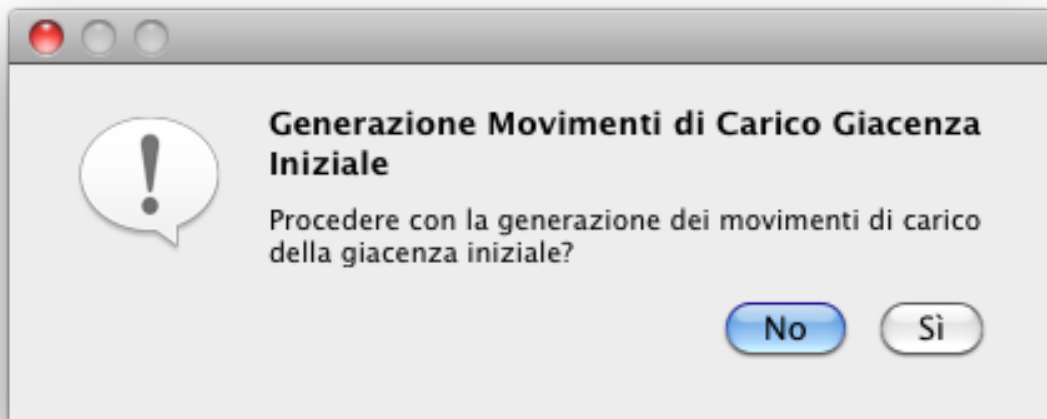 Generazione Movimenti di Carico Giacenza
Iniziale
Procedere con la generazione dei movimenti di carico
della giacenza iniziale?
No Sì